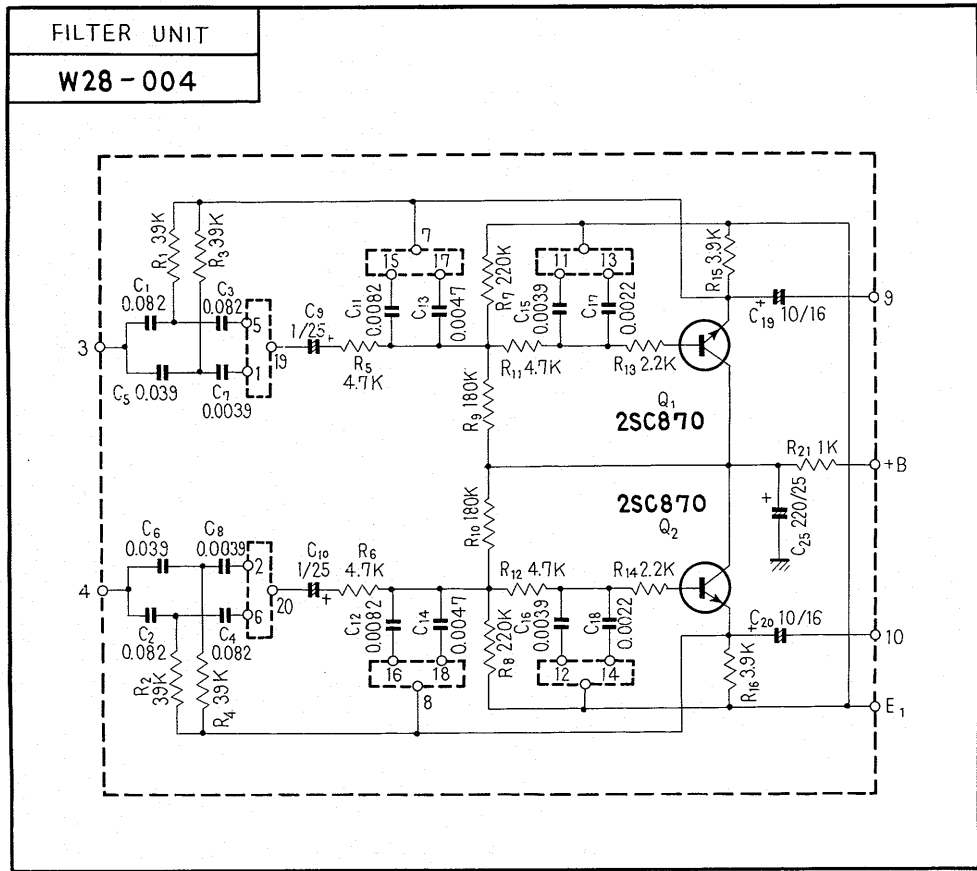 FILTER UNIT
W28-004
R1 39K
R3 39K
7
15
17
11
13
R7 220K
R15 3.9K
C1
0.082
C3
0.082
5
C9
1/25
+
C11
0.0082
C13
0.0047
C15
0.0039
C17
0.0022
C19
+
10/16
9
3
19
R5
4.7K
R11 4.7K
R13 2.2K
C5 0.039
C7
0.0039
1
Q1
2SC870
R9 180K
R21 1K
+B
R10 180K
2SC870
Q2
+
C25 220/25
C6
0.039
C8
0.0039
2
C10
1/25
+
R6
4.7K
R12 4.7K
R14 2.2K
4
20
C2
0.082
C4
0.082
6
C12
0.0082
C14
0.0047
C16
0.0039
C18
0.0022
+
C20 10/16
10
R2
39K
R4 39K
16
18
8
R8 220K
12
14
R16 3.9K
E1